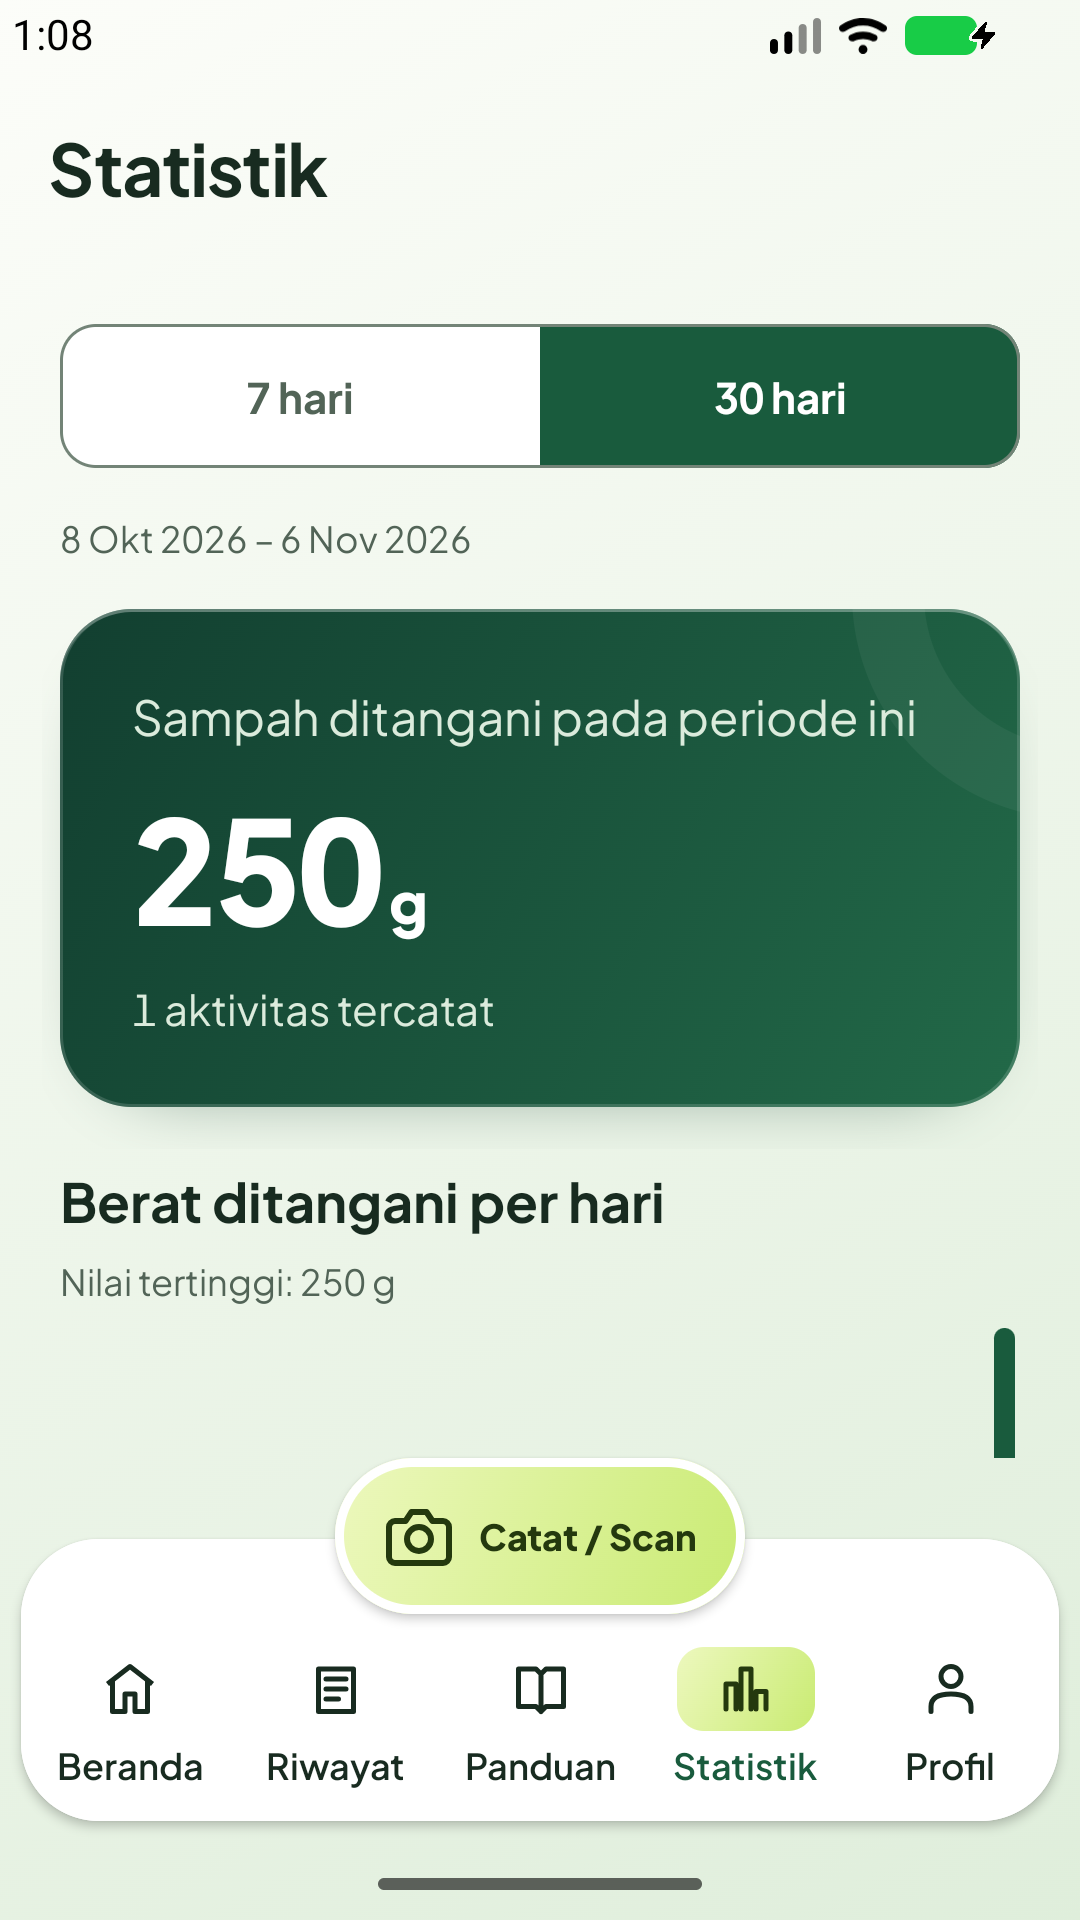 1:08
Statistik
7 hari
30 hari
8 Okt 2026 – 6 Nov 2026
Sampah ditangani pada periode ini
250 g
1 aktivitas tercatat
Berat ditangani per hari
Nilai tertinggi: 250 g
Catat / Scan
Beranda
Riwayat
Panduan
Statistik
Profil